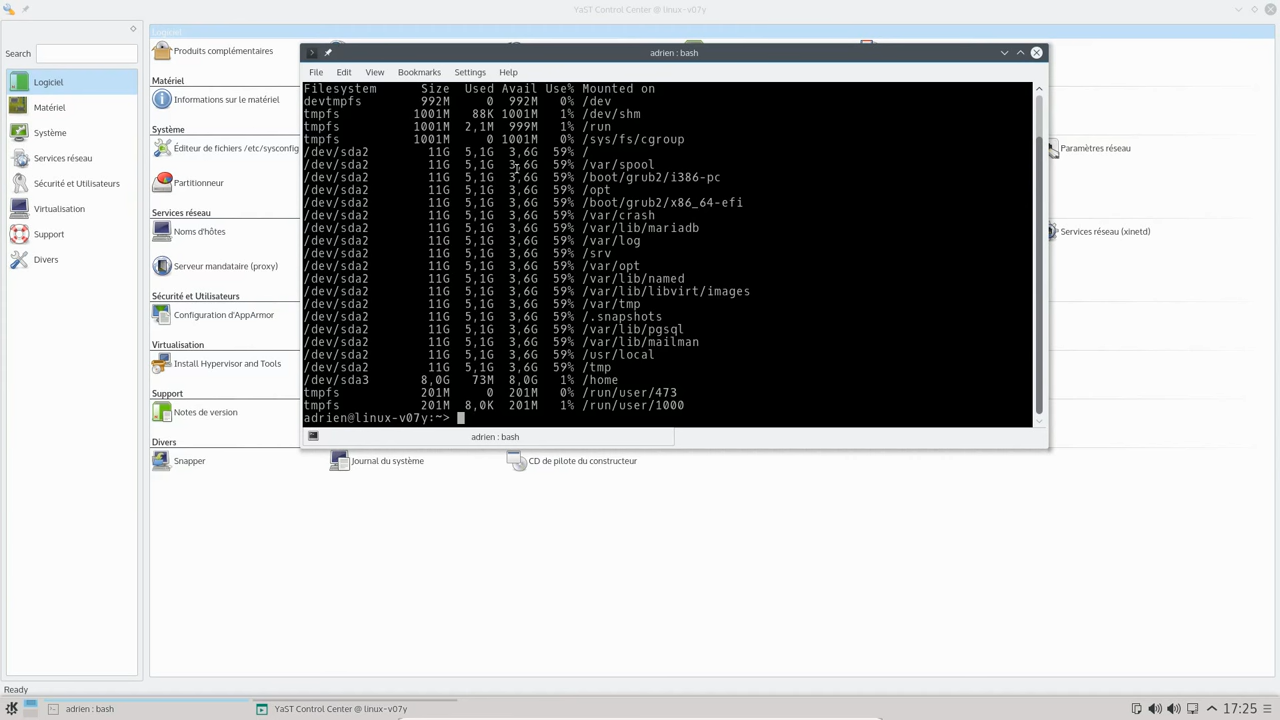 YaST Control Center @ linux-v07y
Search
Logiciel
Matériel
Système
Services réseau
Sécurité et Utilisateurs
Virtualisation
Support
Divers
Logiciel
Produits complémentaires
Matériel
Informations sur le matériel
Système
Éditeur de fichiers /etc/sysconfig
Paramètres réseau
Partitionneur
Services réseau
Noms d'hôtes
Services réseau (xinetd)
Serveur mandataire (proxy)
Sécurité et Utilisateurs
Configuration d'AppArmor
Virtualisation
Install Hypervisor and Tools
Support
Notes de version
Divers
Snapper
Journal du système
CD de pilote du constructeur
adrien : bash
File Edit View Bookmarks Settings Help
Filesystem Size Used Avail Use% Mounted on
devtmpfs 992M 0 992M 0% /dev
tmpfs 1001M 88K 1001M 1% /dev/shm
tmpfs 1001M 2,1M 999M 1% /run
tmpfs 1001M 0 1001M 0% /sys/fs/cgroup
/dev/sda2 11G 5,1G 3,6G 59% /
/dev/sda2 11G 5,1G 3,6G 59% /var/spool
/dev/sda2 11G 5,1G 3,6G 59% /boot/grub2/i386-pc
/dev/sda2 11G 5,1G 3,6G 59% /opt
/dev/sda2 11G 5,1G 3,6G 59% /boot/grub2/x86_64-efi
/dev/sda2 11G 5,1G 3,6G 59% /var/crash
/dev/sda2 11G 5,1G 3,6G 59% /var/lib/mariadb
/dev/sda2 11G 5,1G 3,6G 59% /var/log
/dev/sda2 11G 5,1G 3,6G 59% /srv
/dev/sda2 11G 5,1G 3,6G 59% /var/opt
/dev/sda2 11G 5,1G 3,6G 59% /var/lib/named
/dev/sda2 11G 5,1G 3,6G 59% /var/lib/libvirt/images
/dev/sda2 11G 5,1G 3,6G 59% /var/tmp
/dev/sda2 11G 5,1G 3,6G 59% /.snapshots
/dev/sda2 11G 5,1G 3,6G 59% /var/lib/pgsql
/dev/sda2 11G 5,1G 3,6G 59% /var/lib/mailman
/dev/sda2 11G 5,1G 3,6G 59% /usr/local
/dev/sda2 11G 5,1G 3,6G 59% /tmp
/dev/sda3 8,0G 73M 8,0G 1% /home
tmpfs 201M 0 201M 0% /run/user/473
tmpfs 201M 8,0K 201M 1% /run/user/1000
adrien@linux-v07y:~>
adrien : bash
Ready
adrien : bash
YaST Control Center @ linux-v07y
17:25